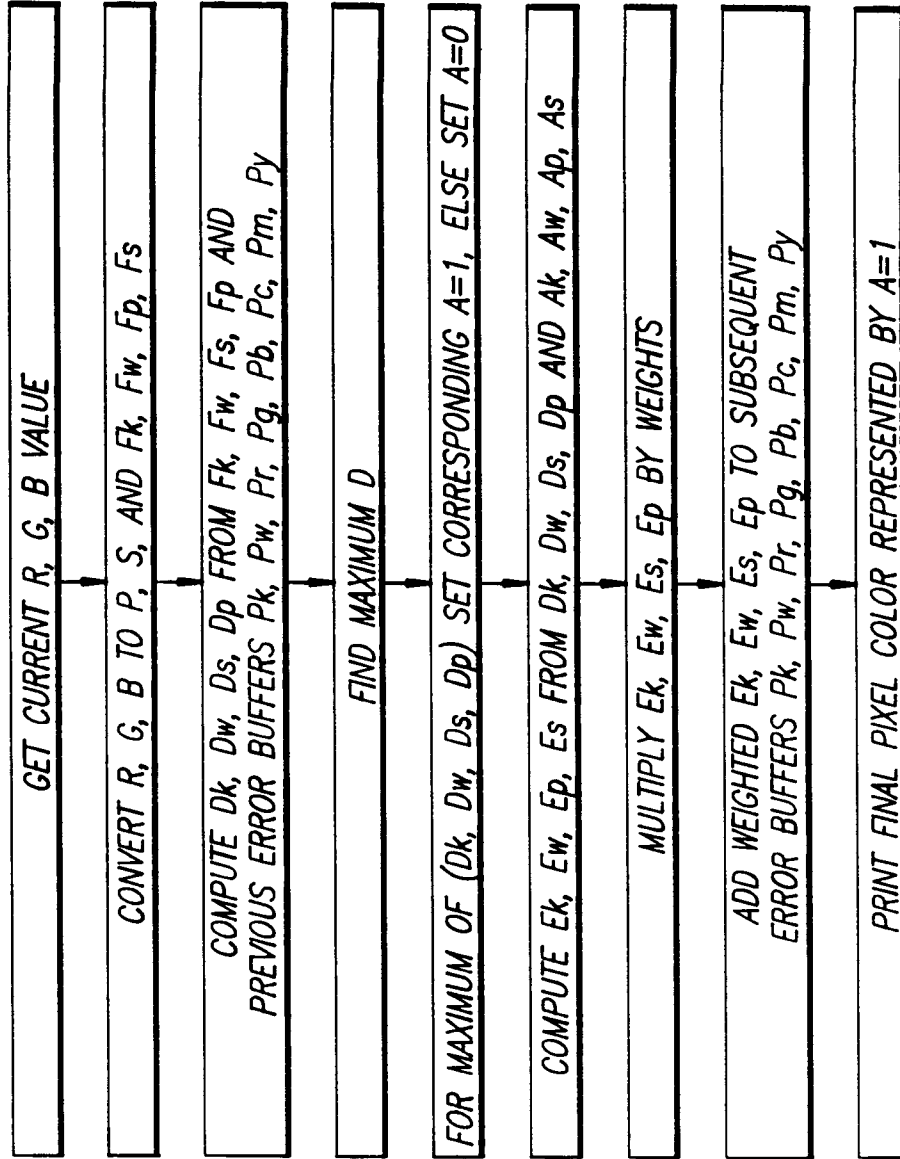 GET CURRENT R, G, B VALUE
CONVERT R, G, B TO P, S, AND Fk, Fw, Fp, Fs
COMPUTE Dk, Dw, Ds, Dp FROM Fk, Fw, Fs, Fp AND
PREVIOUS ERROR BUFFERS Pk, Pw, Pr, Pg, Pb, Pc, Pm, Py
FIND MAXIMUM D
FOR MAXIMUM OF (Dk, Dw, Ds, Dp) SET CORRESPONDING A=1, ELSE SET A=0
COMPUTE Ek, Ew, Ep, Es FROM Dk, Dw, Ds, Dp AND Ak, Aw, Ap, As
MULTIPLY Ek, Ew, Es, Ep BY WEIGHTS
ADD WEIGHTED Ek, Ew, Es, Ep TO SUBSEQUENT
ERROR BUFFERS Pk, Pw, Pr, Pg, Pb, Pc, Pm, Py
PRINT FINAL PIXEL COLOR REPRESENTED BY A=1